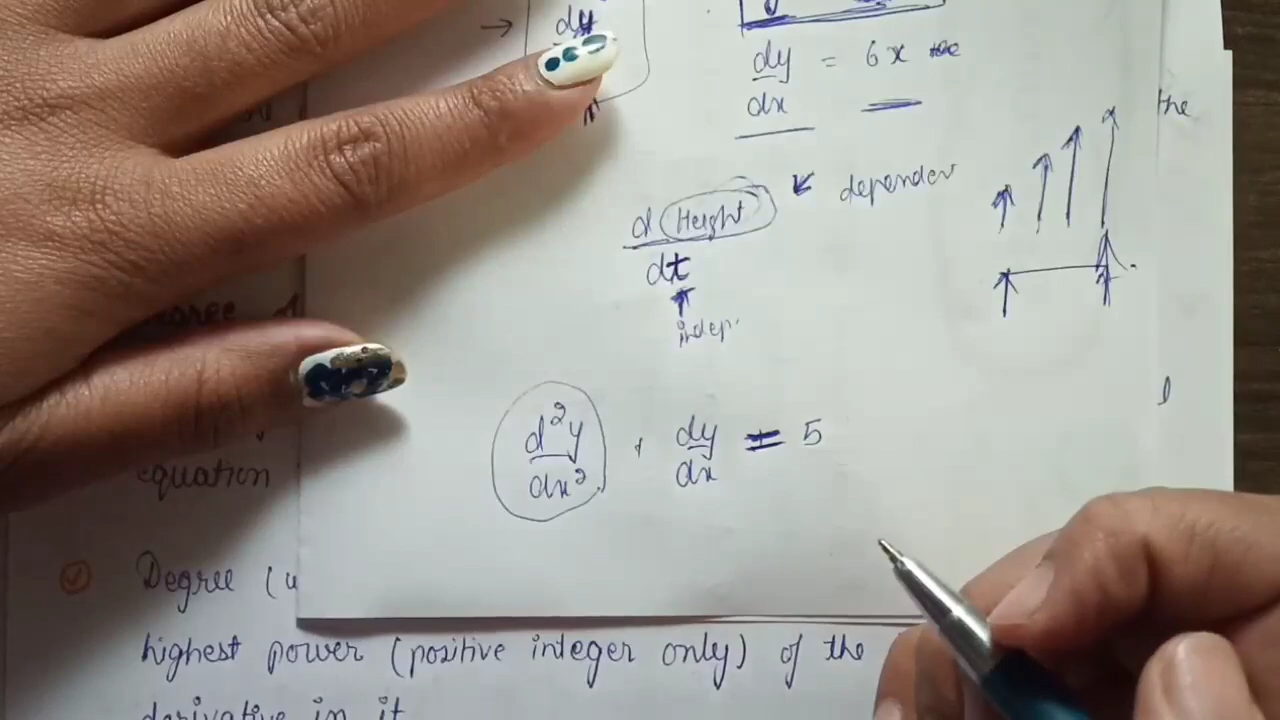 dy
dy = 6x
dx
the
d Height dependen
dt
indep.
d²y + dy = 5
dx² dx
equation
Degree (u
highest power (positive integer only) of the
derivative in it